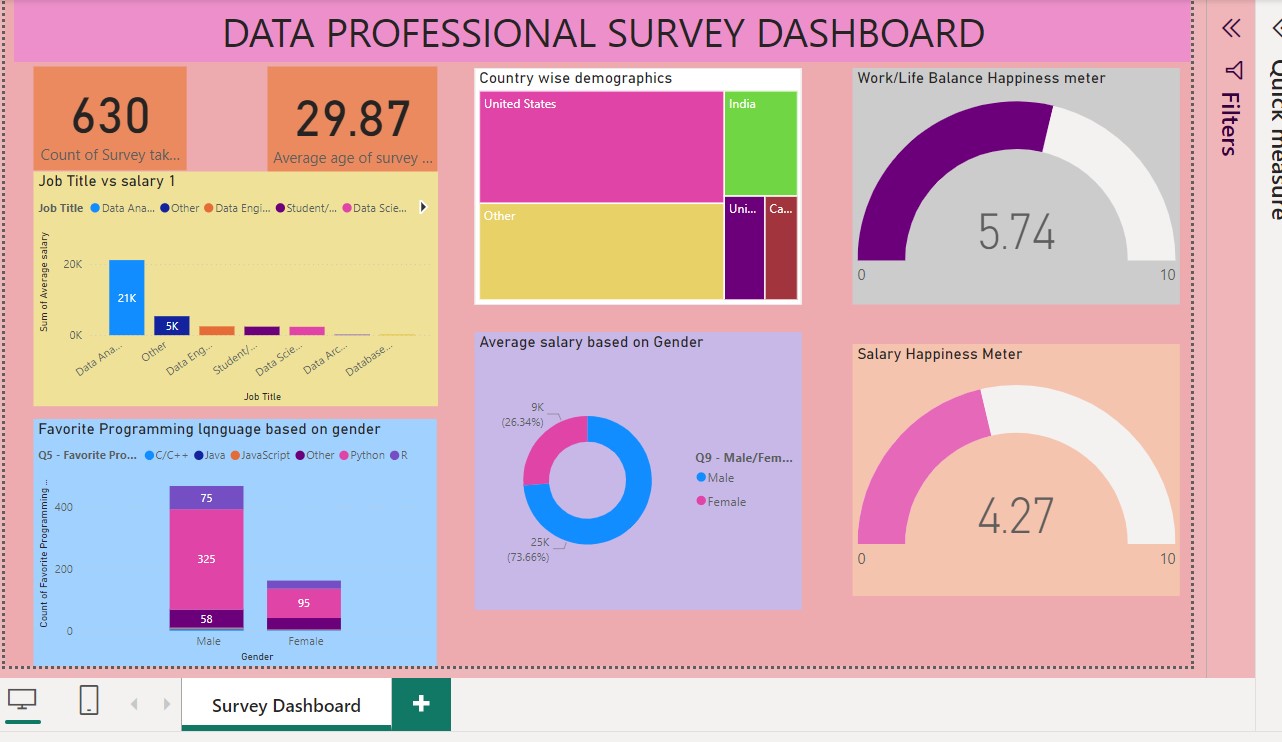 DATA PROFESSIONAL SURVEY DASHBOARD
630
Count of Survey tak...
29.87
Average age of survey ...
Job Title vs salary 1
Job Title Data Ana... Other Data Engi... Student/... Data Scie...
Sum of Average salary
20K
0K
21K
5K
Data Ana...
Other
Data Eng...
Student/...
Data Scie...
Data Arc...
Database...
Job Title
Favorite Programming lqnguage based on gender
Q5 - Favorite Pro... C/C++ Java JavaScript Other Python R
Count of Favorite Programming ...
400
200
0
75
325
58
95
Male
Female
Gender
Country wise demographics
United States
India
Other
Uni...
Ca...
Average salary based on Gender
9K
(26.34%)
25K
(73.66%)
Q9 - Male/Fem...
Male
Female
Work/Life Balance Happiness meter
5.74
0
10
Salary Happiness Meter
4.27
0
10
Filters
Quick measure
Survey Dashboard